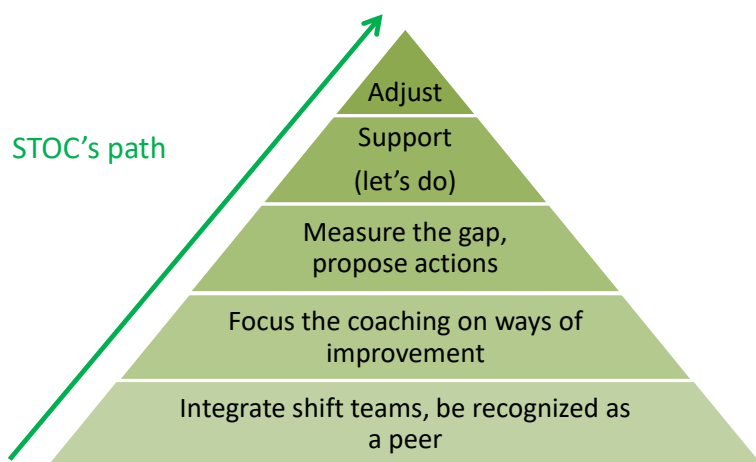 Adjust
STOC’s path
Support
(let’s do)
Measure the gap,
propose actions
Focus the coaching on ways of
improvement
Integrate shift teams, be recognized as
a peer